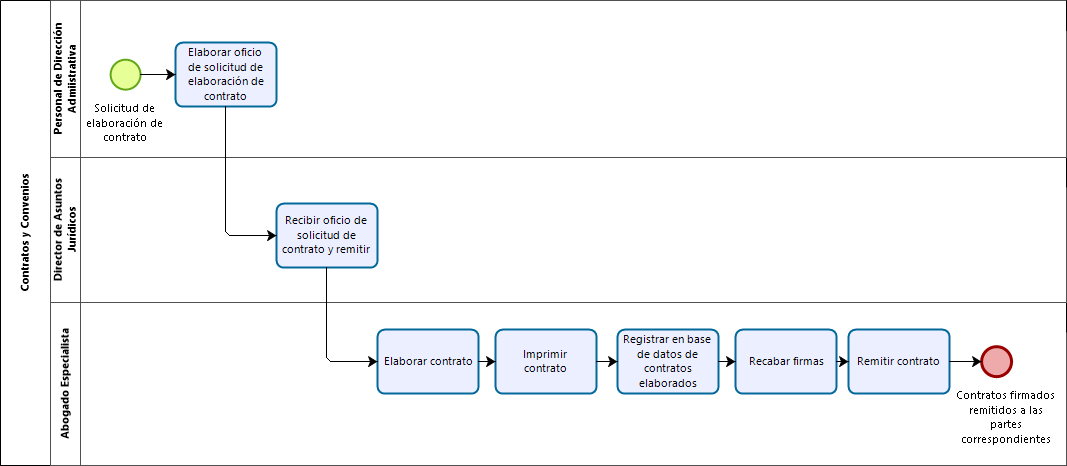 Contratos y Convenios
Personal de Dirección
Admiistrativa
Solicitud de
elaboración de
contrato
Elaborar oficio
de solicitud de
elaboración de
contrato
Director de Asuntos
Jurídicos
Recibir oficio de
solicitud de
contrato y remitir
Abogado Especialista
Elaborar contrato
Imprimir
contrato
Registrar en base
de datos de
contratos
elaborados
Recabar firmas
Remitir contrato
Contratos firmados
remitidos a las
partes
correspondientes